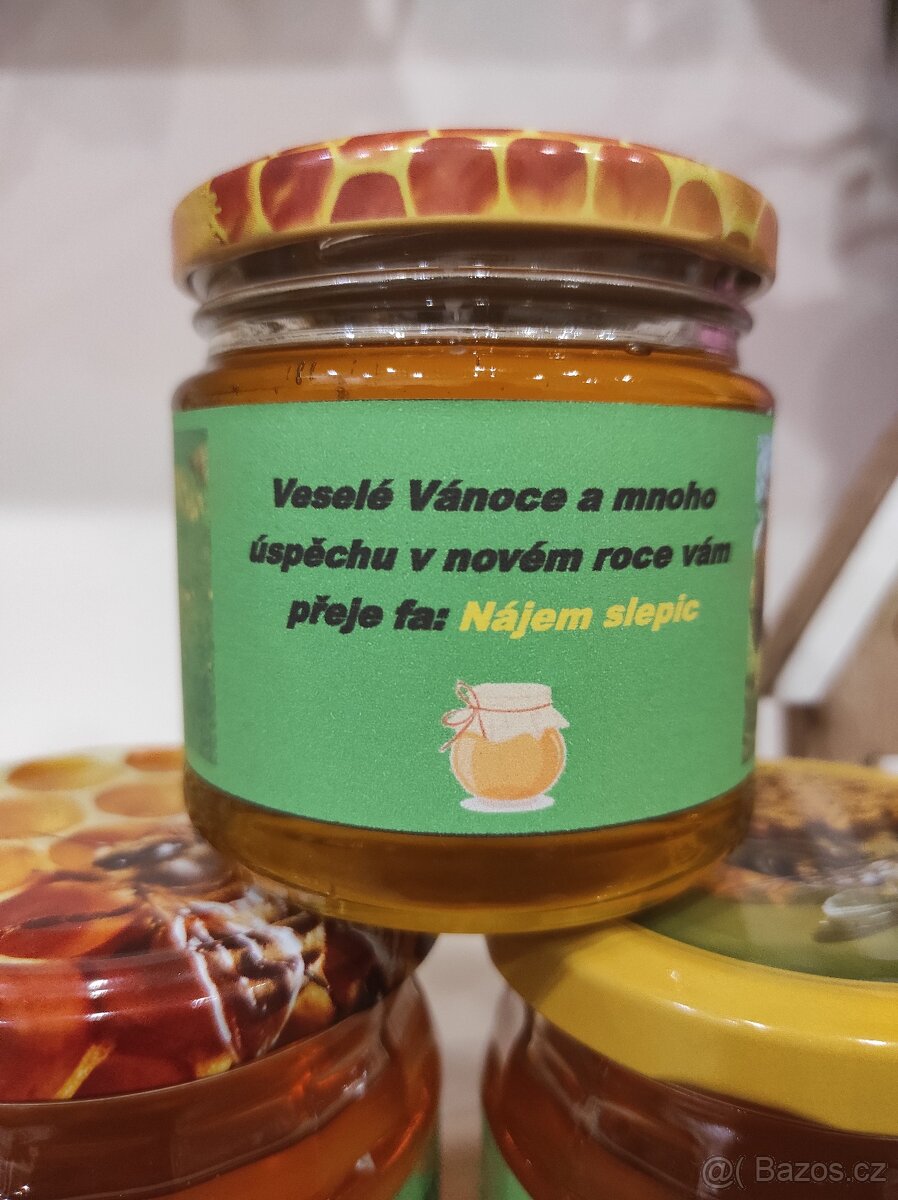 Veselé Vánoce a mnoho
úspěchu v novém roce vám
přeje fa: Nájem slepic
@( Bazos.cz